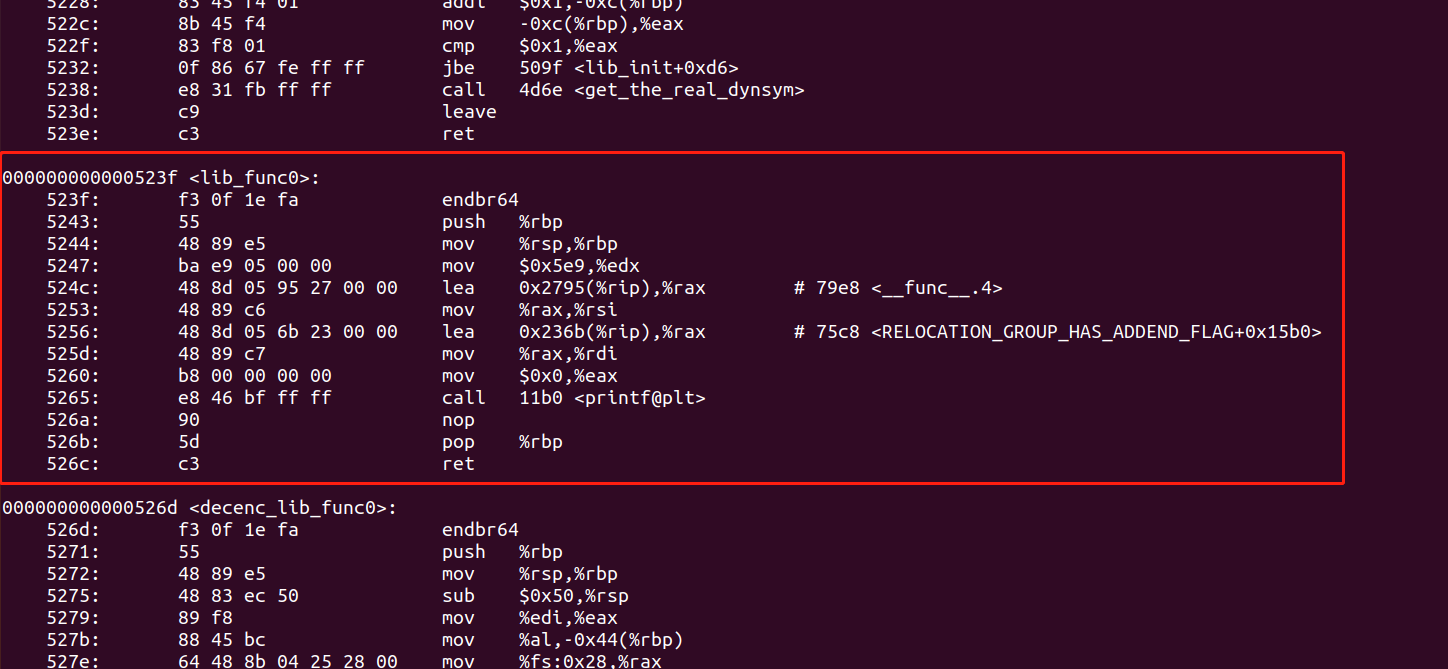 5228: 83 45 f4 01 addl $0x1,-0xc(%rbp)
522c: 8b 45 f4 mov -0xc(%rbp),%eax
522f: 83 f8 01 cmp $0x1,%eax
5232: 0f 86 67 fe ff ff jbe 509f <lib_init+0xd6>
5238: e8 31 fb ff ff call 4d6e <get_the_real_dynsym>
523d: c9 leave
523e: c3 ret
000000000000523f <lib_func0>:
523f: f3 0f 1e fa endbr64
5243: 55 push %rbp
5244: 48 89 e5 mov %rsp,%rbp
5247: ba e9 05 00 00 mov $0x5e9,%edx
524c: 48 8d 05 95 27 00 00 lea 0x2795(%rip),%rax # 79e8 <__func__.4>
5253: 48 89 c6 mov %rax,%rsi
5256: 48 8d 05 6b 23 00 00 lea 0x236b(%rip),%rax # 75c8 <RELOCATION_GROUP_HAS_ADDEND_FLAG+0x15b0>
525d: 48 89 c7 mov %rax,%rdi
5260: b8 00 00 00 00 mov $0x0,%eax
5265: e8 46 bf ff ff call 11b0 <printf@plt>
526a: 90 nop
526b: 5d pop %rbp
526c: c3 ret
000000000000526d <decenc_lib_func0>:
526d: f3 0f 1e fa endbr64
5271: 55 push %rbp
5272: 48 89 e5 mov %rsp,%rbp
5275: 48 83 ec 50 sub $0x50,%rsp
5279: 89 f8 mov %edi,%eax
527b: 88 45 bc mov %al,-0x44(%rbp)
527e: 64 48 8b 04 25 28 00 mov %fs:0x28,%rax